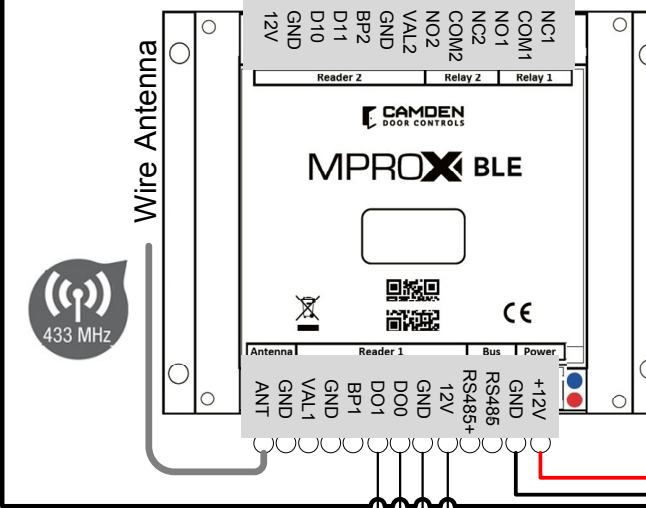 12V
GND
D10
D11
BP2
GND
VAL2
NO2
COM2
NC2
NO1
COM1
NC1
Reader 2
Relay 2
Relay 1
Wire Antenna
CAMDEN
DOOR CONTROLS
MPROX BLE
433 MHz
CE
Antenna
Reader 1
Bus
Power
ANT
GND
VAL1
GND
BP1
DO1
DO0
GND
12V
RS485+
RS485
GND
+12V